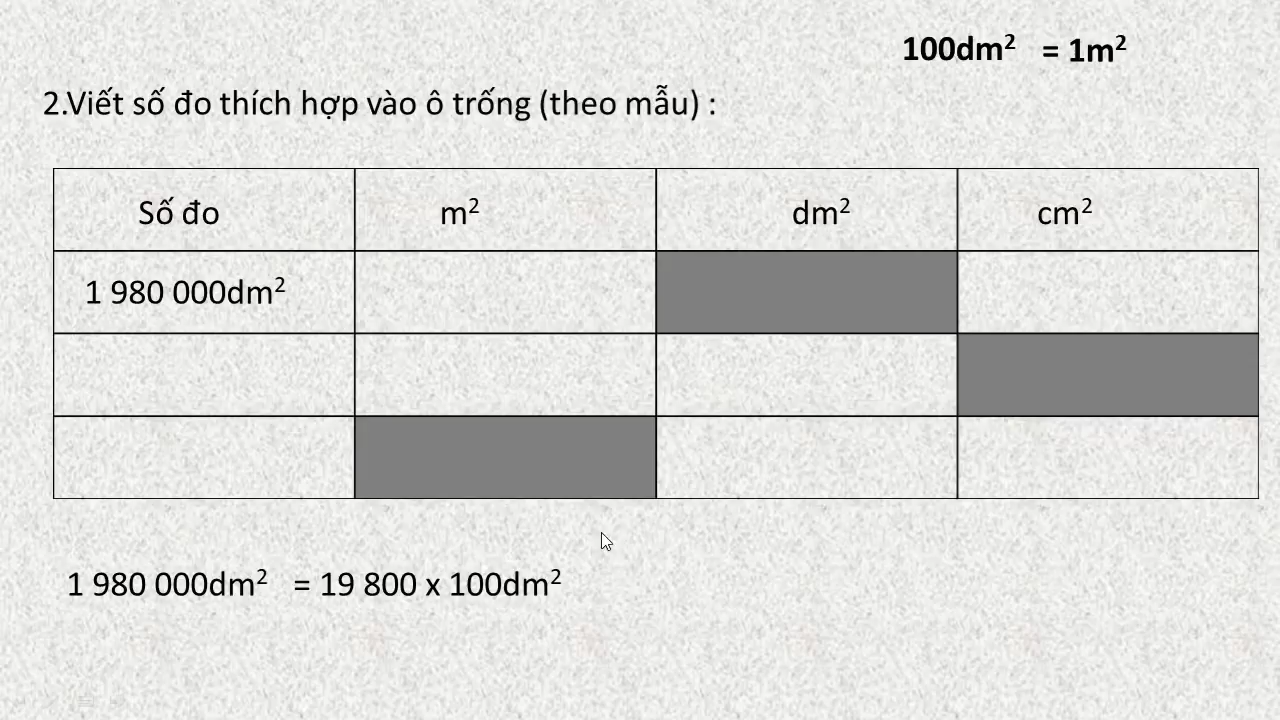 100dm² = 1m²
2.Viết số đo thích hợp vào ô trống (theo mẫu) :
Số đo m² dm² cm²
1 980 000dm²
1 980 000dm² = 19 800 x 100dm²